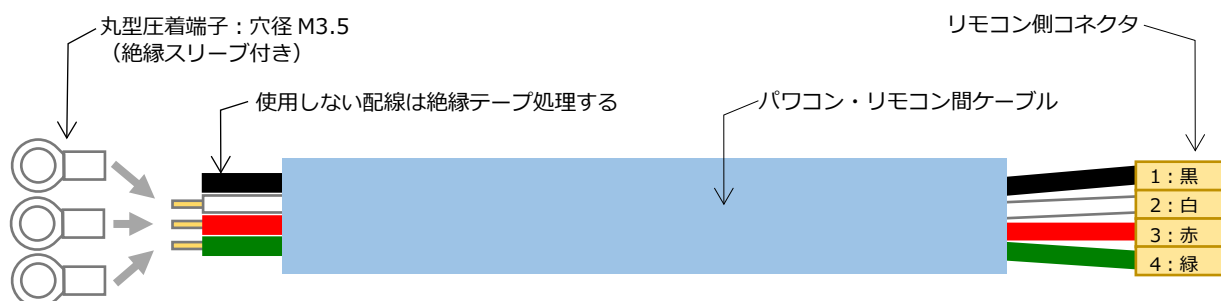 丸型圧着端子：穴径 M3.5
（絶縁スリーブ付き）
リモコン側コネクタ
使用しない配線は絶縁テープ処理する
パワコン・リモコン間ケーブル
1：黒
2：白
3：赤
4：緑